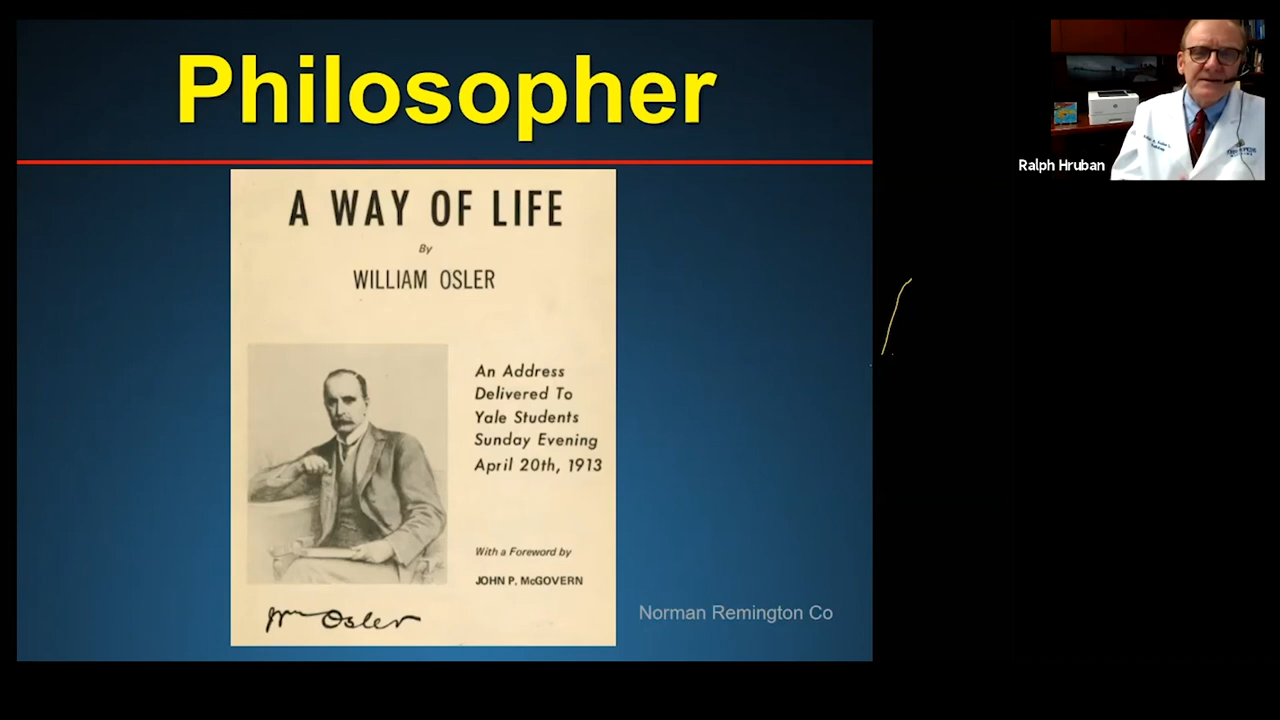 Philosopher
A WAY OF LIFE
By
WILLIAM OSLER
An Address
Delivered To
Yale Students
Sunday Evening
April 20th, 1913
With a Foreword by
JOHN P. McGOVERN
Wm Osler
Norman Remington Co
Ralph Hruban